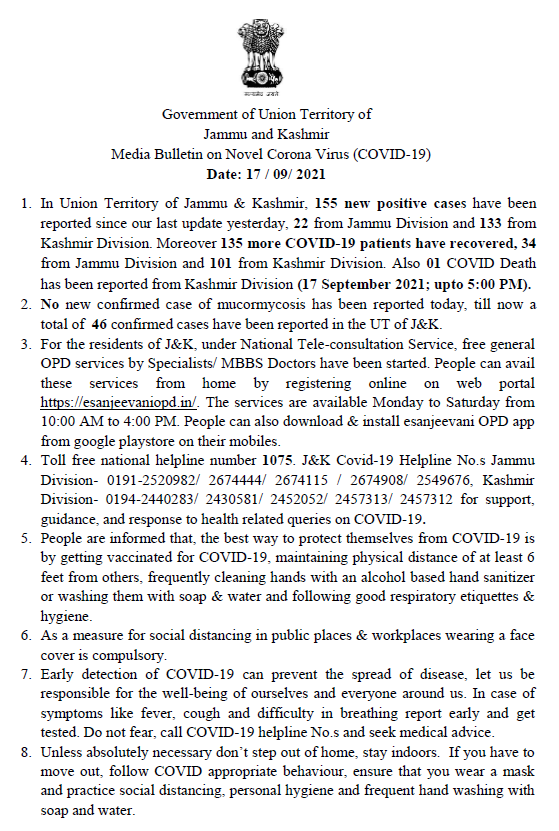 सत्यमेव जयते
Government of Union Territory of
Jammu and Kashmir
Media Bulletin on Novel Corona Virus (COVID-19)
Date: 17 / 09/ 2021
1. In Union Territory of Jammu & Kashmir, 155 new positive cases have been
reported since our last update yesterday, 22 from Jammu Division and 133 from
Kashmir Division. Moreover 135 more COVID-19 patients have recovered, 34
from Jammu Division and 101 from Kashmir Division. Also 01 COVID Death
has been reported from Kashmir Division (17 September 2021; upto 5:00 PM).
2. No new confirmed case of mucormycosis has been reported today, till now a
total of 46 confirmed cases have been reported in the UT of J&K.
3. For the residents of J&K, under National Tele-consultation Service, free general
OPD services by Specialists/ MBBS Doctors have been started. People can avail
these services from home by registering online on web portal
https://esanjeevaniopd.in/. The services are available Monday to Saturday from
10:00 AM to 4:00 PM. People can also download & install esanjeevani OPD app
from google playstore on their mobiles.
4. Toll free national helpline number 1075. J&K Covid-19 Helpline No.s Jammu
Division- 0191-2520982/ 2674444/ 2674115 / 2674908/ 2549676, Kashmir
Division- 0194-2440283/ 2430581/ 2452052/ 2457313/ 2457312 for support,
guidance, and response to health related queries on COVID-19.
5. People are informed that, the best way to protect themselves from COVID-19 is
by getting vaccinated for COVID-19, maintaining physical distance of at least 6
feet from others, frequently cleaning hands with an alcohol based hand sanitizer
or washing them with soap & water and following good respiratory etiquettes &
hygiene.
6. As a measure for social distancing in public places & workplaces wearing a face
cover is compulsory.
7. Early detection of COVID-19 can prevent the spread of disease, let us be
responsible for the well-being of ourselves and everyone around us. In case of
symptoms like fever, cough and difficulty in breathing report early and get
tested. Do not fear, call COVID-19 helpline No.s and seek medical advice.
8. Unless absolutely necessary don’t step out of home, stay indoors. If you have to
move out, follow COVID appropriate behaviour, ensure that you wear a mask
and practice social distancing, personal hygiene and frequent hand washing with
soap and water.